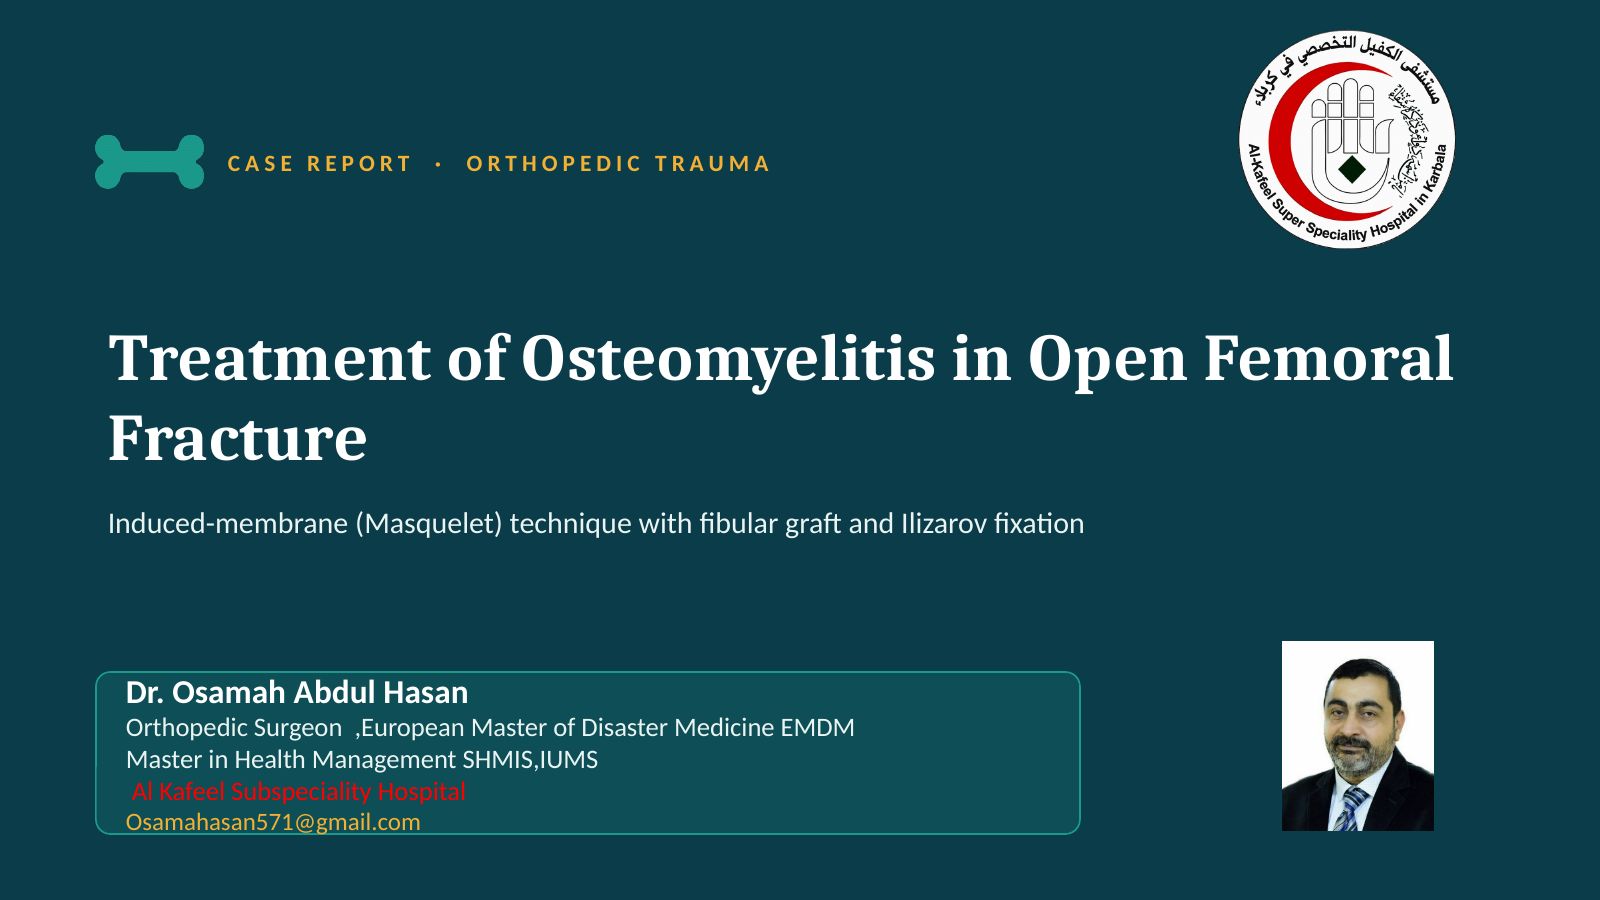 مستشفى الكفيل التخصصي في كربلاء
Al-Kafeel Super Speciality Hospital in Karbala
CASE REPORT · ORTHOPEDIC TRAUMA
Treatment of Osteomyelitis in Open Femoral
Fracture
Induced-membrane (Masquelet) technique with fibular graft and Ilizarov fixation
Dr. Osamah Abdul Hasan
Orthopedic Surgeon ,European Master of Disaster Medicine EMDM
Master in Health Management SHMIS,IUMS
Al Kafeel Subspeciality Hospital
Osamahasan571@gmail.com